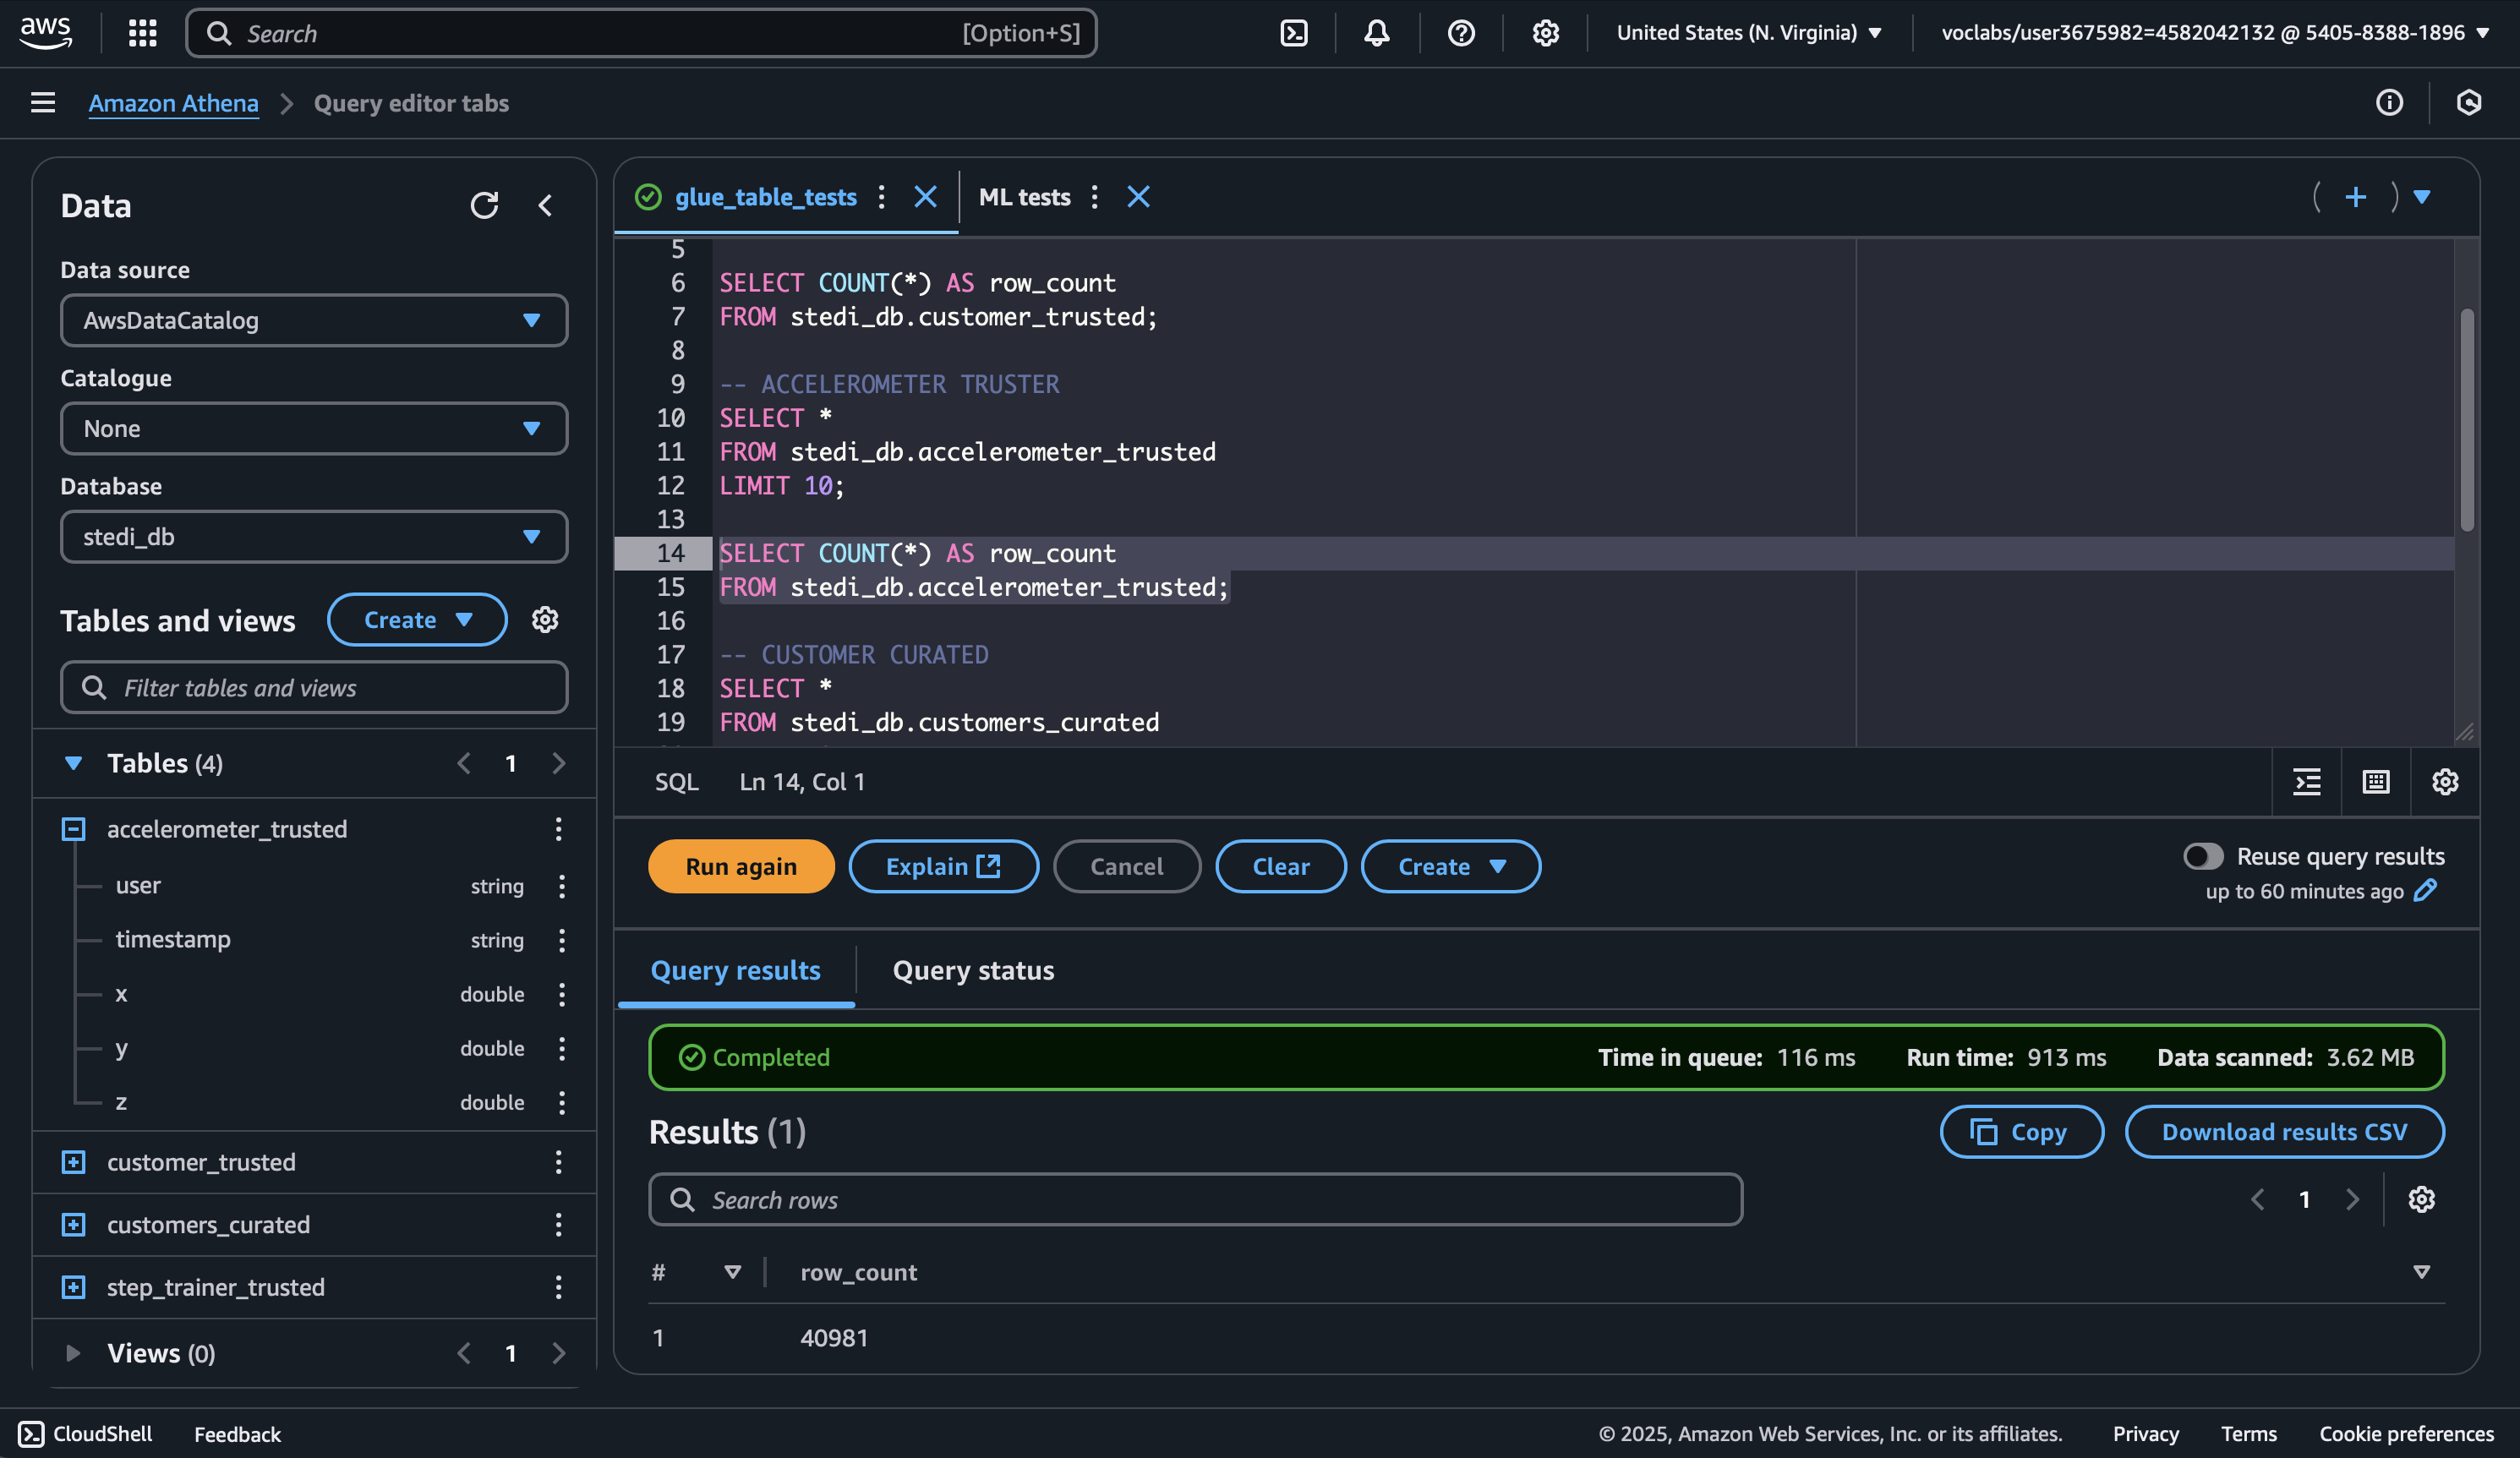 aws
Search [Option+S]
United States (N. Virginia)
voclabs/user3675982=4582042132 @ 5405-8388-1896
Amazon Athena
Query editor tabs
Data
Data source
AwsDataCatalog
Catalogue
None
Database
stedi_db
Tables and views
Create
Filter tables and views
Tables (4)
1
accelerometer_trusted
user string
timestamp string
x double
y double
z double
customer_trusted
customers_curated
step_trainer_trusted
Views (0)
1
glue_table_tests
ML tests
5
6 SELECT COUNT(*) AS row_count
7 FROM stedi_db.customer_trusted;
8
9 -- ACCELEROMETER TRUSTER
10 SELECT *
11 FROM stedi_db.accelerometer_trusted
12 LIMIT 10;
13
14 SELECT COUNT(*) AS row_count
15 FROM stedi_db.accelerometer_trusted;
16
17 -- CUSTOMER CURATED
18 SELECT *
19 FROM stedi_db.customers_curated
SQL Ln 14, Col 1
Run again
Explain
Cancel
Clear
Create
Reuse query results
up to 60 minutes ago
Query results
Query status
Completed
Time in queue: 116 ms
Run time: 913 ms
Data scanned: 3.62 MB
Results (1)
Copy
Download results CSV
Search rows
1
# row_count
1 40981
CloudShell
Feedback
© 2025, Amazon Web Services, Inc. or its affiliates.
Privacy
Terms
Cookie preferences